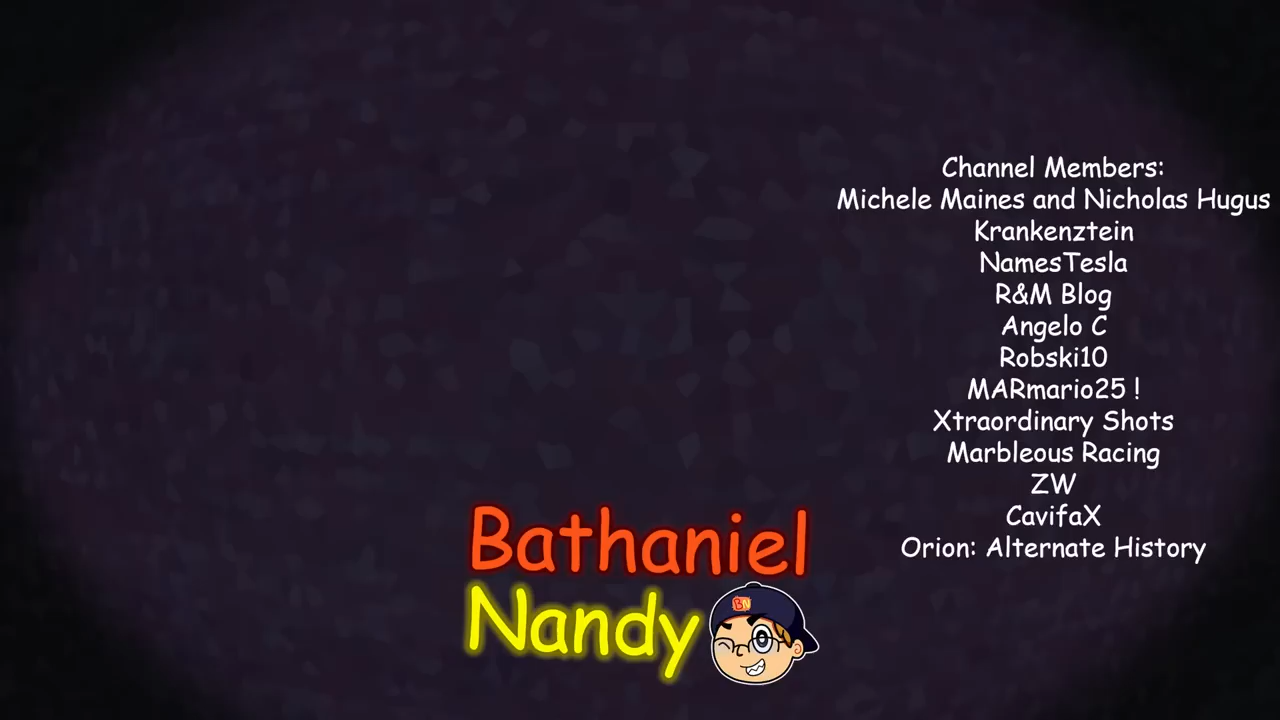 Channel Members:
Michele Maines and Nicholas Hugus
Krankenztein
NamesTesla
R&M Blog
Angelo C
Robski10
MARmario25 !
Xtraordinary Shots
Marbleous Racing
ZW
CavifaX
Orion: Alternate History
Bathaniel
Nandy
BN